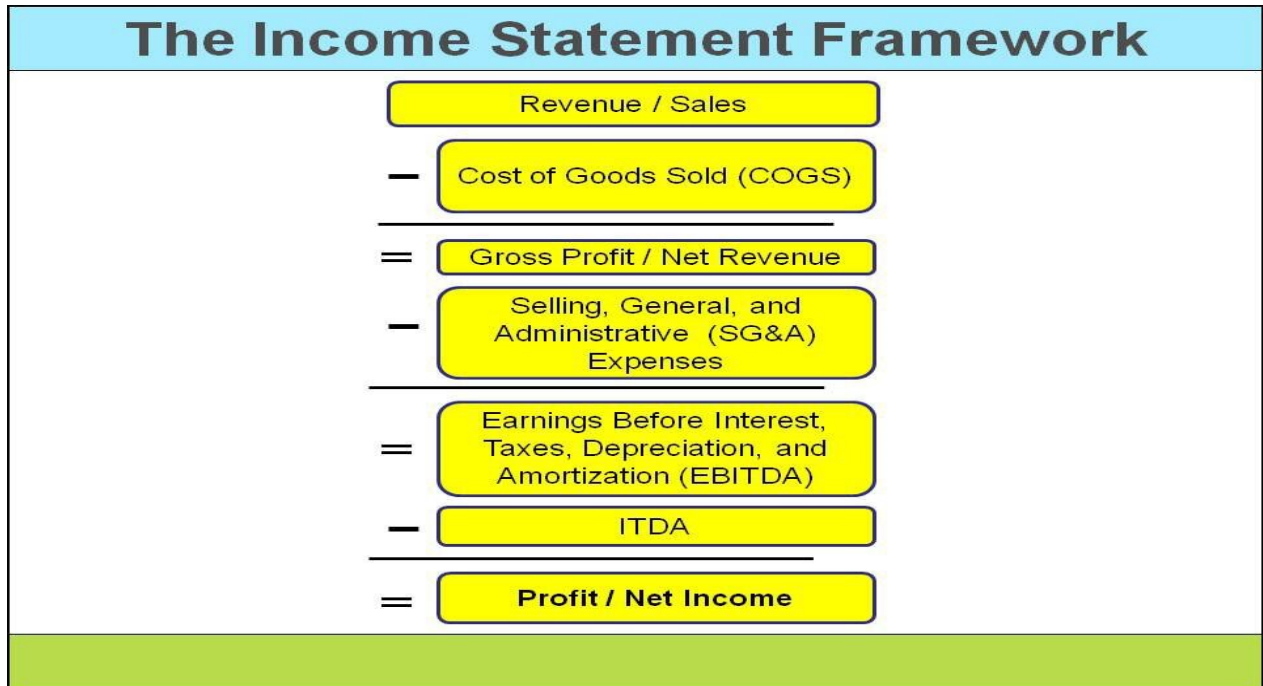 The Income Statement Framework
Revenue / Sales
− Cost of Goods Sold (COGS)
= Gross Profit / Net Revenue
Selling, General, and
− Administrative (SG&A)
Expenses
Earnings Before Interest,
= Taxes, Depreciation, and
Amortization (EBITDA)
− ITDA
= Profit / Net Income